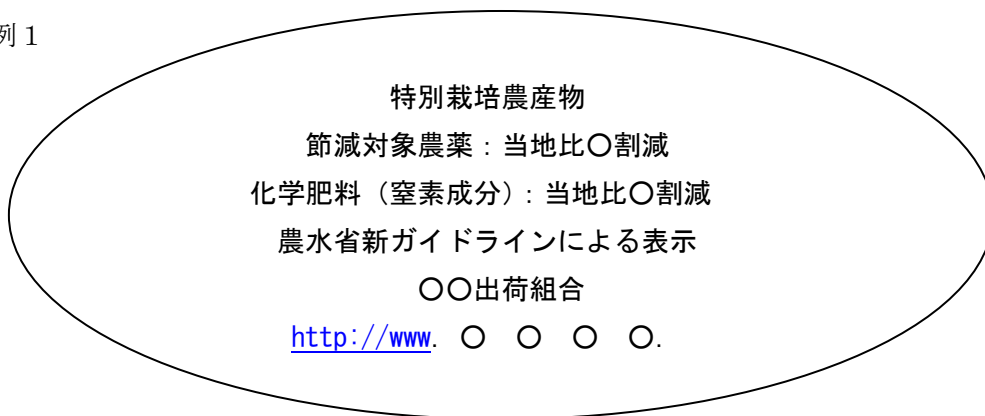 例１
特別栽培農産物
節減対象農薬：当地比〇割減
化学肥料（窒素成分）：当地比〇割減
農水省新ガイドラインによる表示
〇〇出荷組合
http://www. 〇 〇 〇 〇.